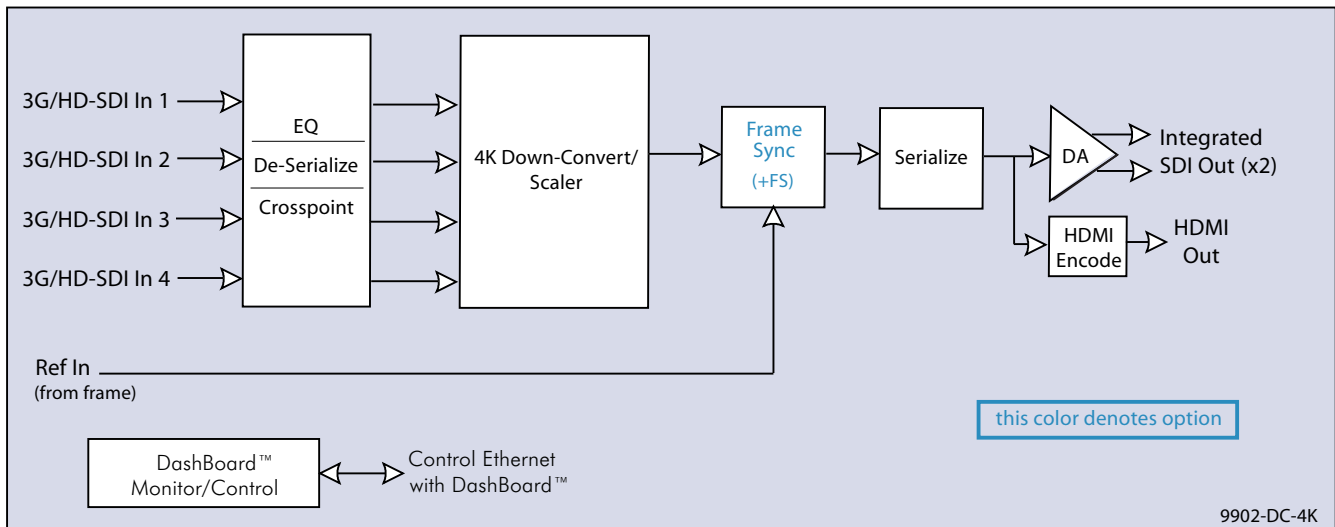 3G/HD-SDI In 1
3G/HD-SDI In 2
3G/HD-SDI In 3
3G/HD-SDI In 4
EQ
De-Serialize
Crosspoint
4K Down-Convert/
Scaler
Frame
Sync
(+FS)
Serialize
DA
Integrated
SDI Out (x2)
HDMI
Encode
HDMI
Out
Ref In
(from frame)
this color denotes option
DashBoard™
Monitor/Control
Control Ethernet
with DashBoard™
9902-DC-4K